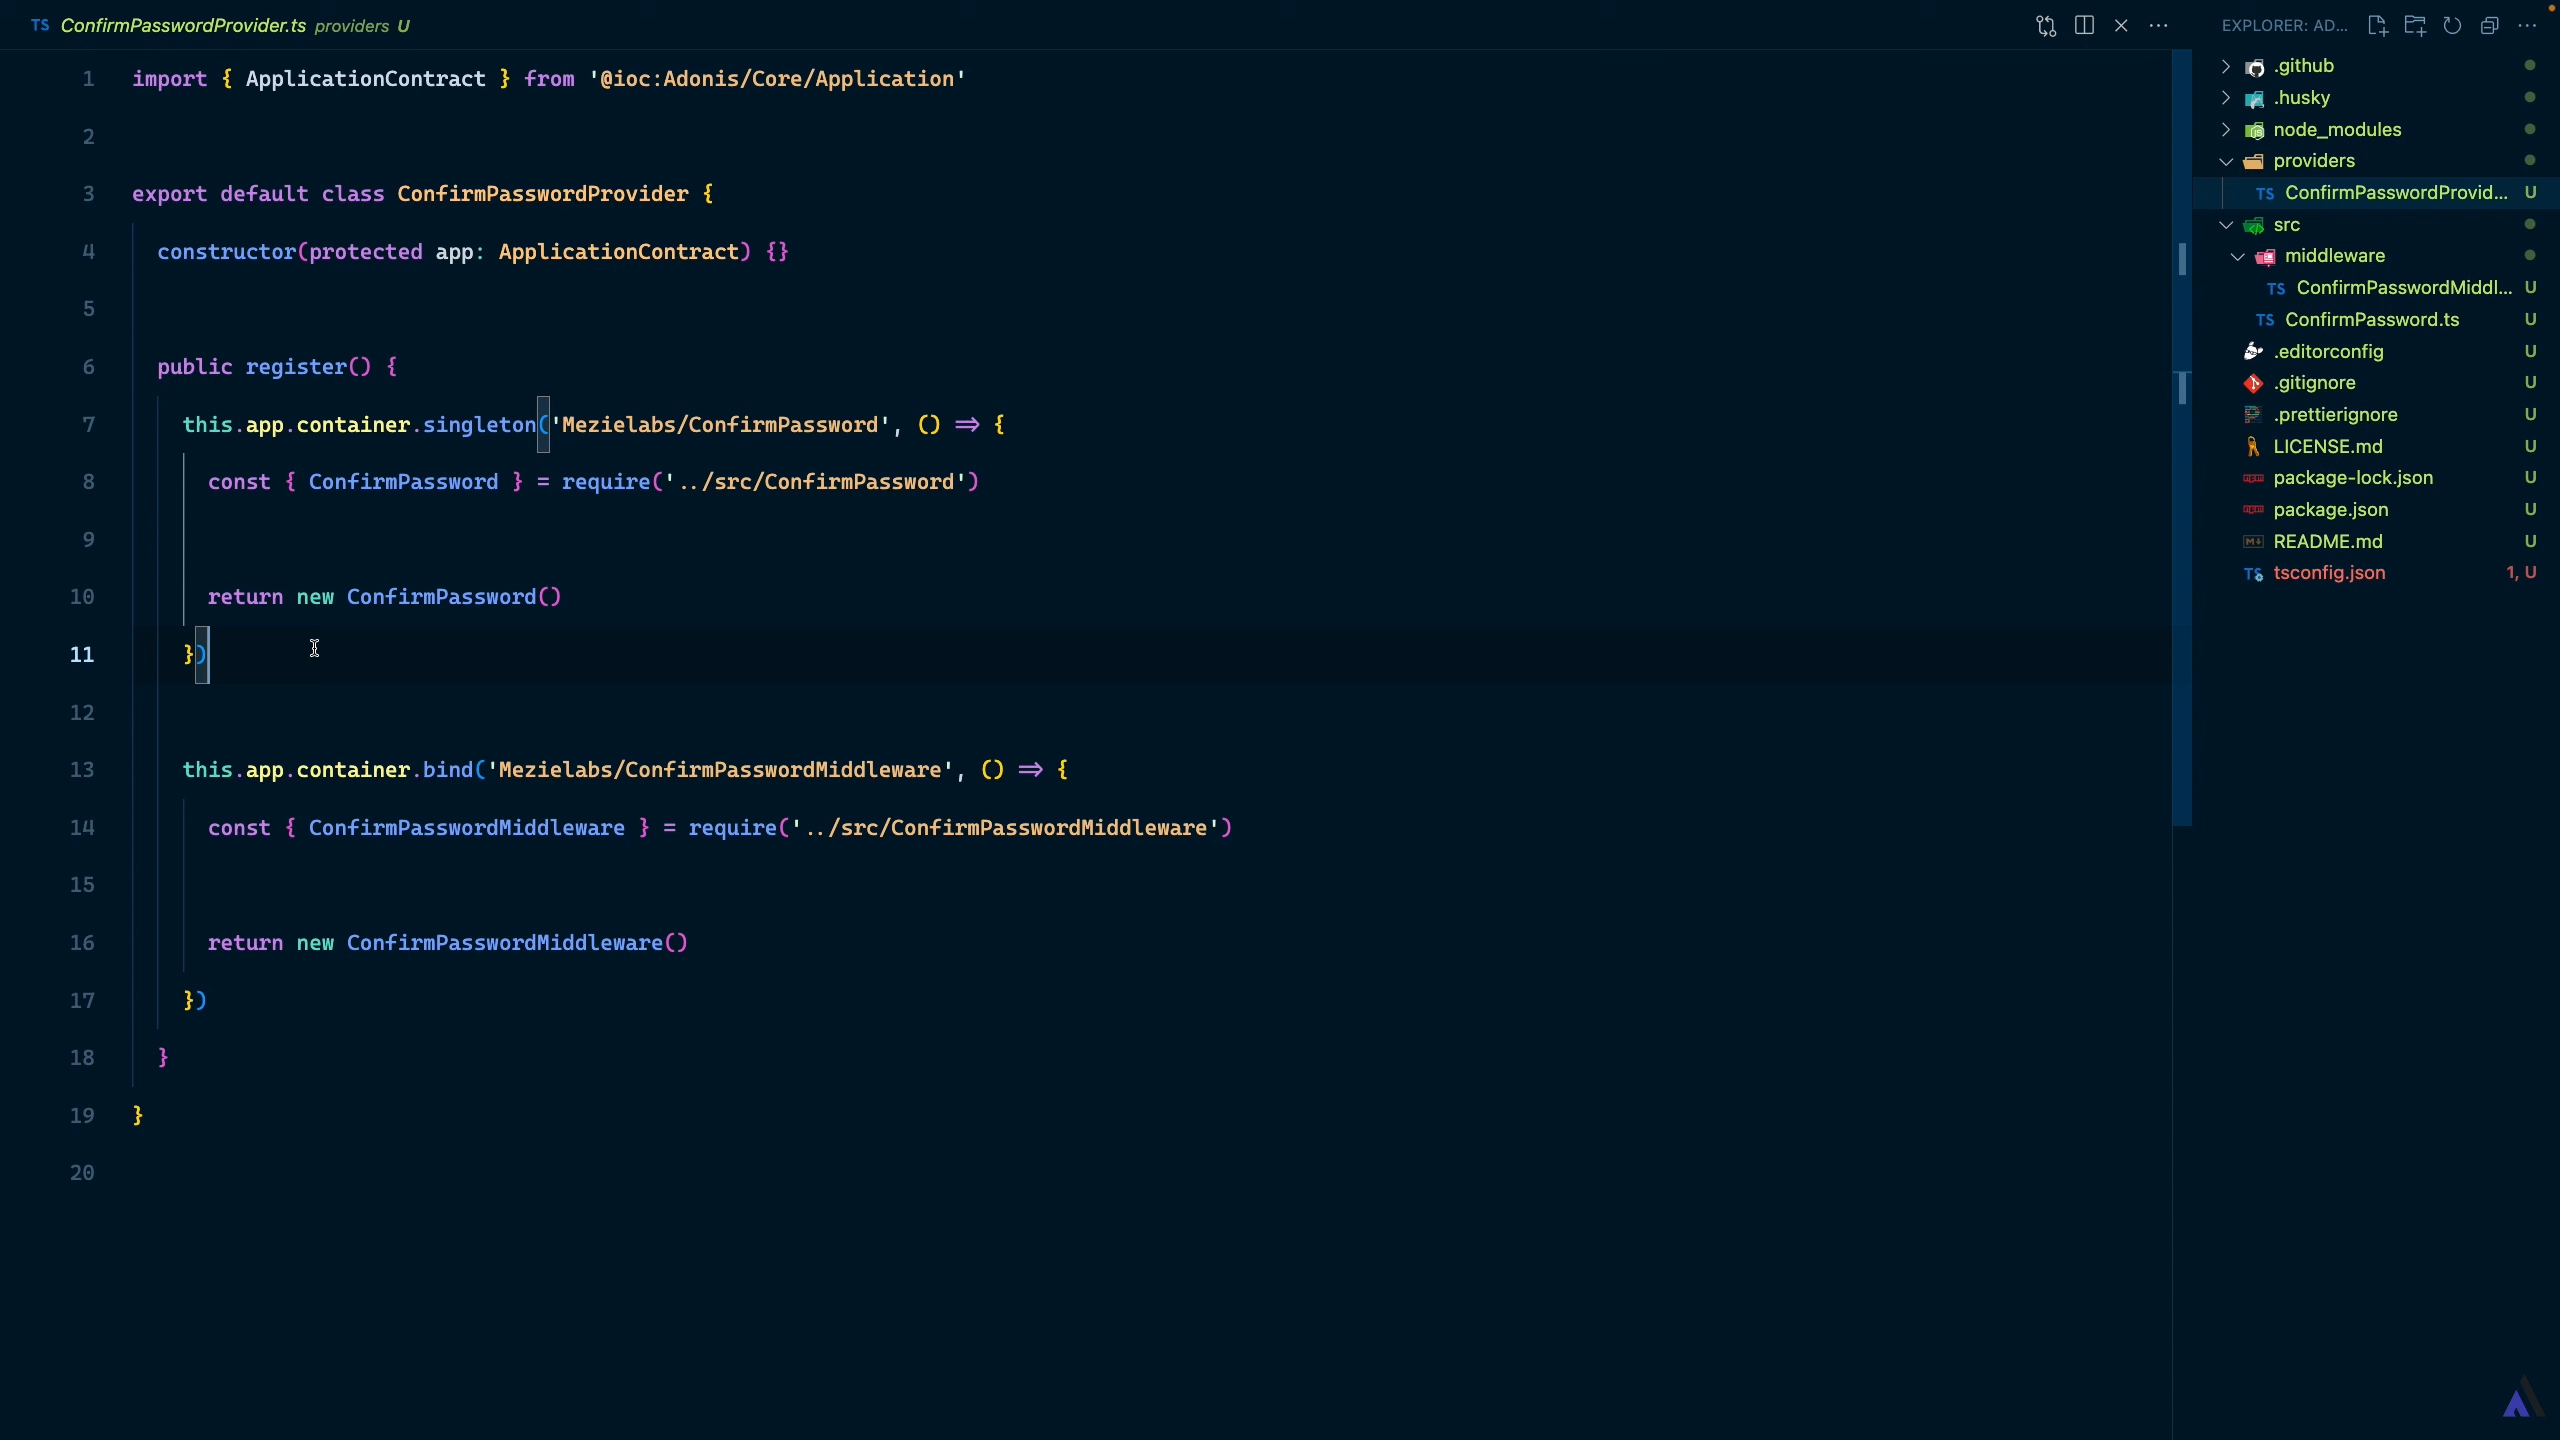 TS ConfirmPasswordProvider.ts providers U
1 import { ApplicationContract } from '@ioc:Adonis/Core/Application'
2
3 export default class ConfirmPasswordProvider {
4 constructor(protected app: ApplicationContract) {}
5
6 public register() {
7 this.app.container.singleton('Mezielabs/ConfirmPassword', () => {
8 const { ConfirmPassword } = require('../src/ConfirmPassword')
9
10 return new ConfirmPassword()
11 })
12
13 this.app.container.bind('Mezielabs/ConfirmPasswordMiddleware', () => {
14 const { ConfirmPasswordMiddleware } = require('../src/ConfirmPasswordMiddleware')
15
16 return new ConfirmPasswordMiddleware()
17 })
18 }
19 }
20
EXPLORER: AD...
.github
.husky
node_modules
providers
TS ConfirmPasswordProvid... U
src
middleware
TS ConfirmPasswordMiddl... U
TS ConfirmPassword.ts U
.editorconfig U
.gitignore U
.prettierignore U
LICENSE.md U
package-lock.json U
package.json U
README.md U
TS tsconfig.json 1, U